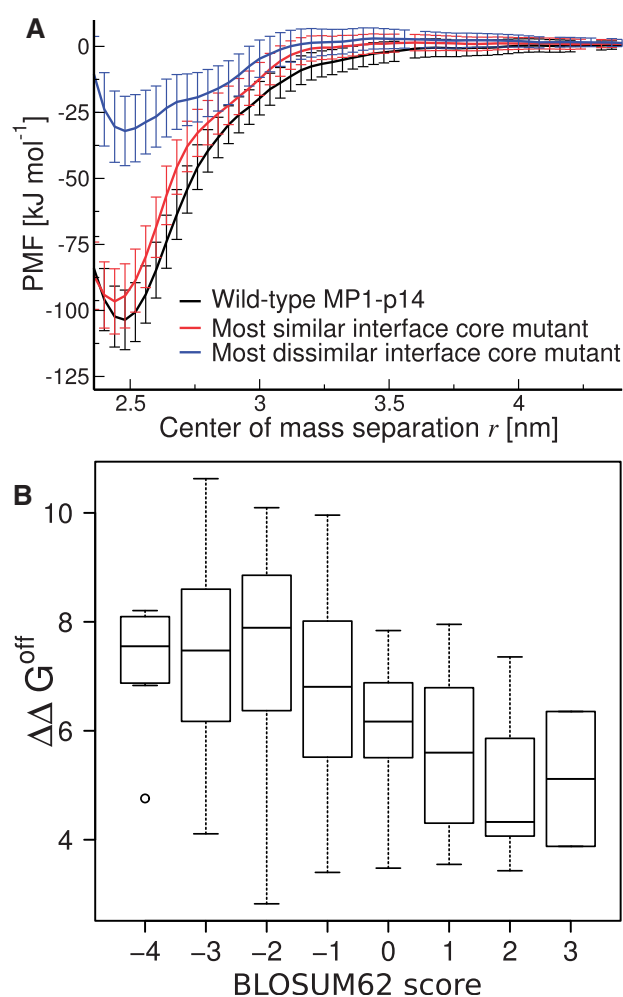 A
0
-25
-50
-75
-100
-125
PMF [kJ mol-1]
Wild-type MP1-p14
Most similar interface core mutant
Most dissimilar interface core mutant
2.5 3 3.5 4
Center of mass separation r [nm]
B
10
8
6
4
ΔΔ Goff
−4 −3 −2 −1 0 1 2 3
BLOSUM62 score